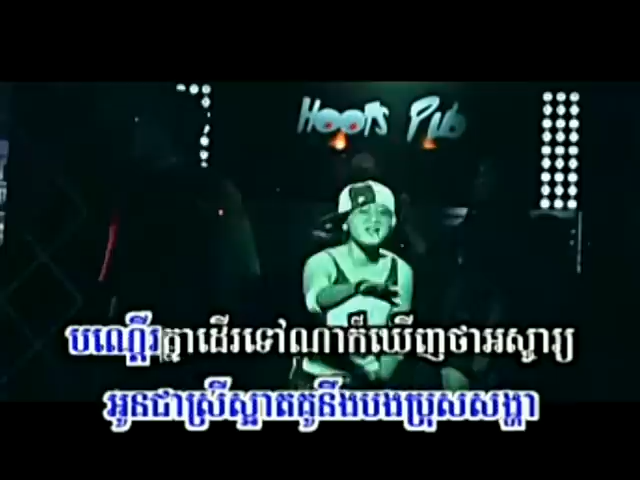 Hoots Pub
បណ្ដើរគ្នាដើរទៅណាក៏ឃើញថាអស្ចារ្យ
អូនជាស្រីស្អាតគូនឹងបងប្រុសសង្ហា